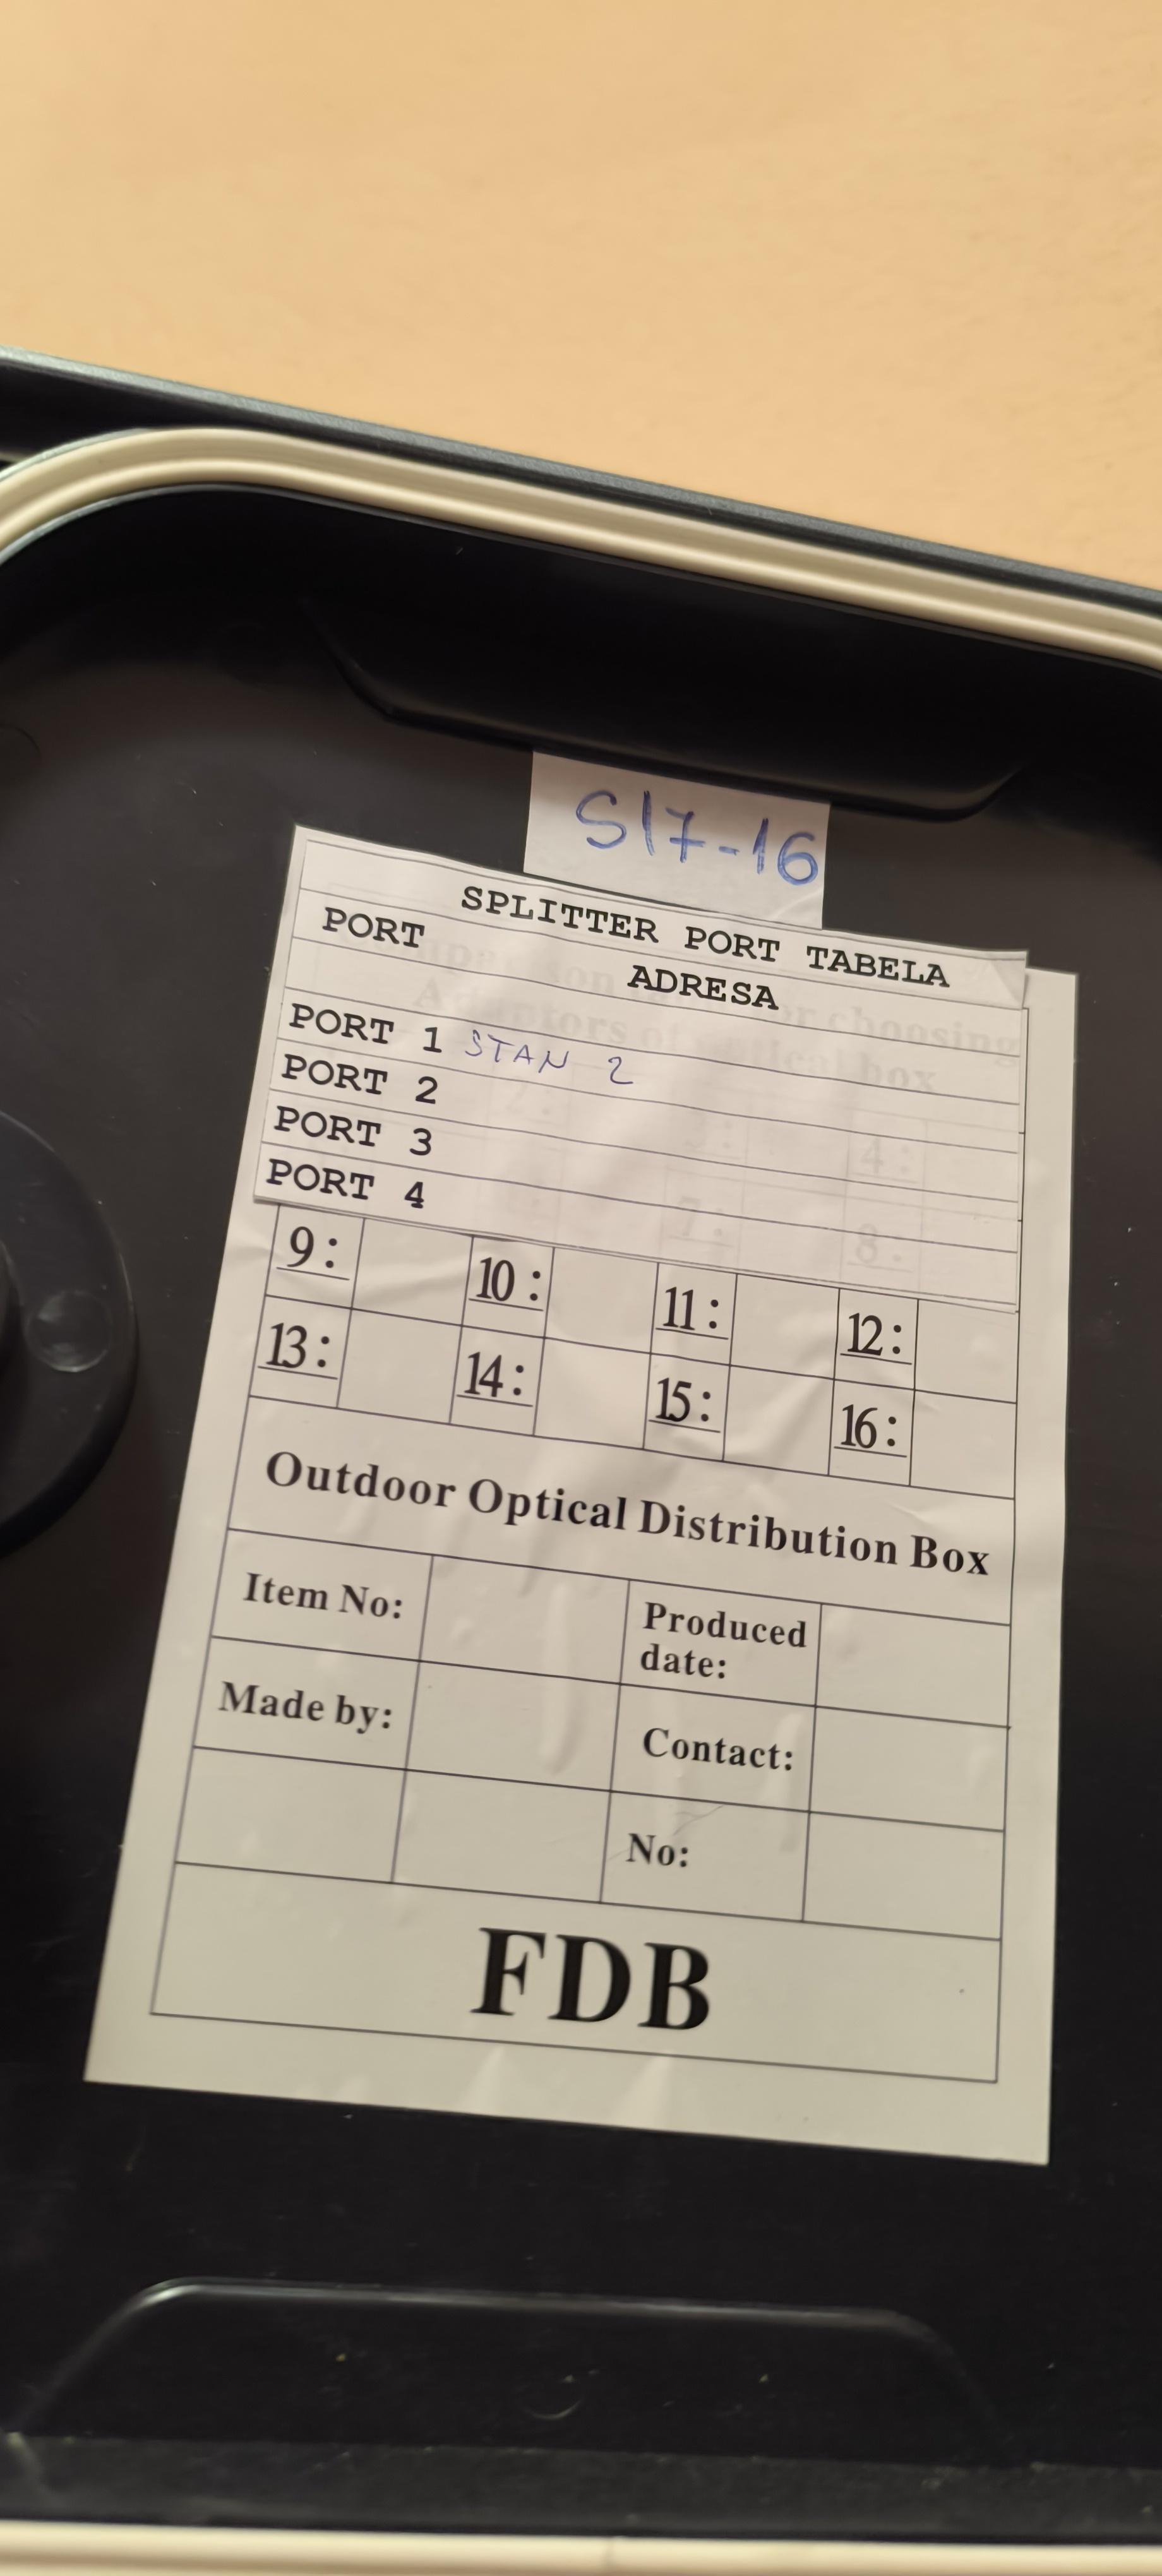 S17-16
SPLITTER PORT TABELA
PORT ADRESA
PORT 1 STAN 2
PORT 2
PORT 3
PORT 4
9: 10: 11: 12:
13: 14: 15: 16:
Outdoor Optical Distribution Box
Item No: Produced date:
Made by: Contact:
No:
FDB